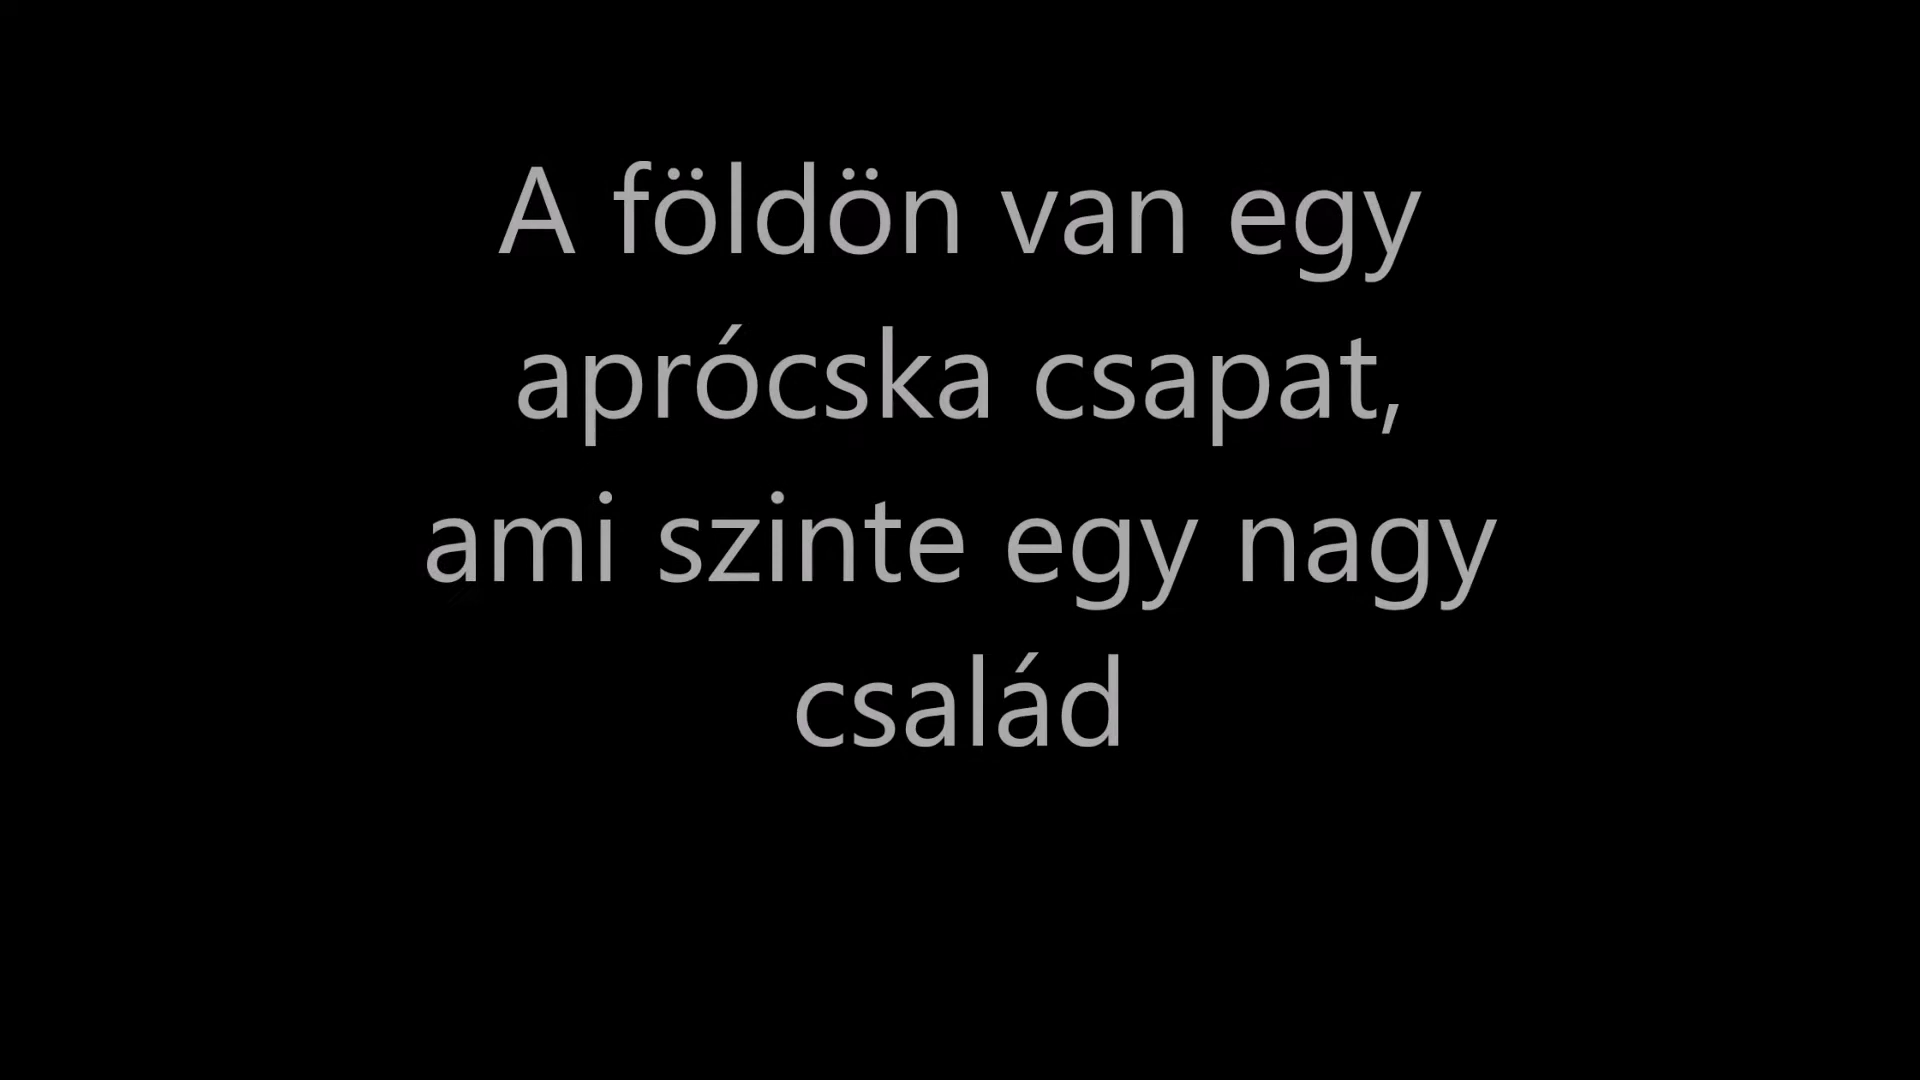 A földön van egy
aprócska csapat,
ami szinte egy nagy
család